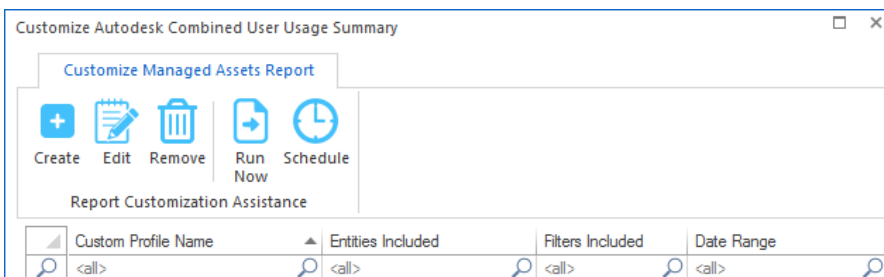 Customize Autodesk Combined User Usage Summary
Customize Managed Assets Report
Create Edit Remove Run Now Schedule
Report Customization Assistance
Custom Profile Name Entities Included Filters Included Date Range
<all> <all> <all> <all>